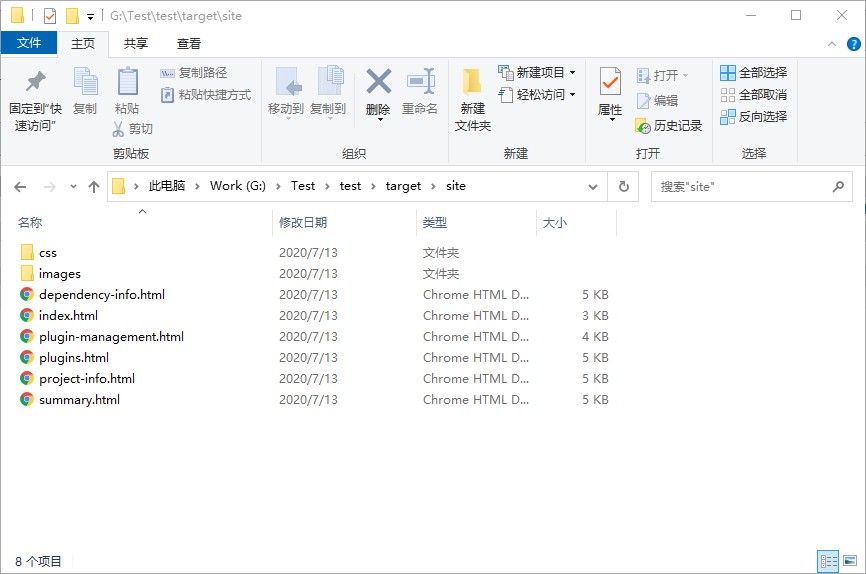 G:\Test\test\target\site
文件 主页 共享 查看
固定到"快速访问"
复制
粘贴
复制路径
粘贴快捷方式
剪切
剪贴板
移动到
复制到
删除
重命名
组织
新建文件夹
新建项目
轻松访问
新建
属性
打开
编辑
历史记录
打开
全部选择
全部取消
反向选择
选择
此电脑 Work (G:) Test test target site
搜索"site"
名称 修改日期 类型 大小
css 2020/7/13 文件夹
images 2020/7/13 文件夹
dependency-info.html 2020/7/13 Chrome HTML D... 5 KB
index.html 2020/7/13 Chrome HTML D... 3 KB
plugin-management.html 2020/7/13 Chrome HTML D... 4 KB
plugins.html 2020/7/13 Chrome HTML D... 5 KB
project-info.html 2020/7/13 Chrome HTML D... 5 KB
summary.html 2020/7/13 Chrome HTML D... 5 KB
8 个项目